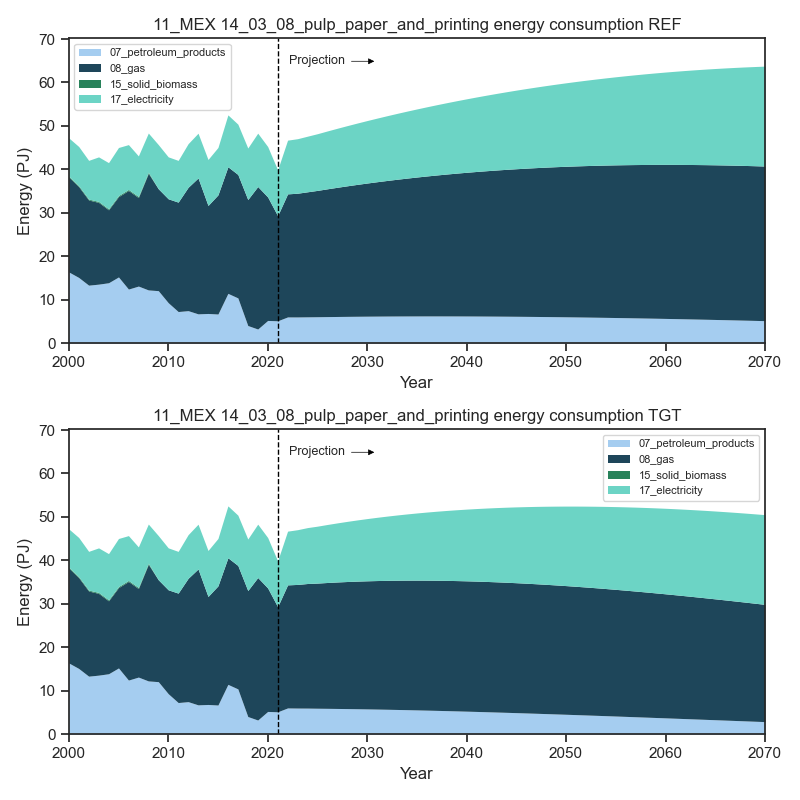 11_MEX 14_03_08_pulp_paper_and_printing energy consumption REF
70
60
50
40
30
20
10
0
Energy (PJ)
07_petroleum_products
08_gas
15_solid_biomass
17_electricity
Projection
2000 2010 2020 2030 2040 2050 2060 2070
Year
11_MEX 14_03_08_pulp_paper_and_printing energy consumption TGT
70
60
50
40
30
20
10
0
Energy (PJ)
Projection
07_petroleum_products
08_gas
15_solid_biomass
17_electricity
2000 2010 2020 2030 2040 2050 2060 2070
Year